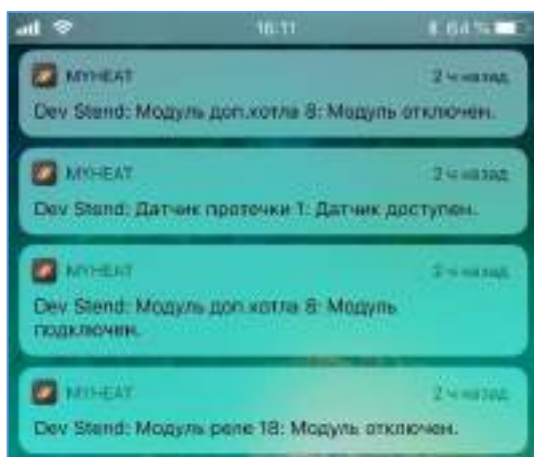 16:11 64 %
MYHEAT 2 ч назад
Dev Stend: Модуль доп.котла 8: Модуль отключен.
MYHEAT 2 ч назад
Dev Stend: Датчик протечки 1: Датчик доступен.
MYHEAT 2 ч назад
Dev Stend: Модуль доп.котла 8: Модуль
подключен.
MYHEAT 2 ч назад
Dev Stend: Модуль реле 18: Модуль отключен.